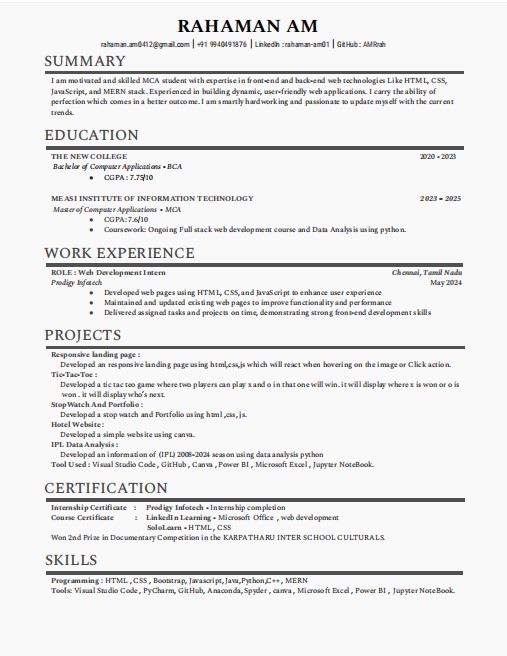 RAHAMAN AM
rahaman.am0412@gmail.com | +91 9940491876 | LinkedIn : rahaman-am01 | GitHub : AMRrah
SUMMARY
I am motivated and skilled MCA student with expertise in front-end and back-end web technologies Like HTML, CSS,
JavaScript, and MERN stack. Experienced in building dynamic, user-friendly web applications. I carry the ability of
perfection which comes in a better outcome. I am smartly hardworking and passionate to update myself with the current
trends.
EDUCATION
THE NEW COLLEGE 2020 - 2023
Bachelor of Computer Applications • BCA
• CGPA : 7.75/10
MEASI INSTITUTE OF INFORMATION TECHNOLOGY 2023 – 2025
Master of Computer Applications • MCA
• CGPA: 7.6/10
• Coursework: Ongoing Full stack web development course and Data Analysis using python.
WORK EXPERIENCE
ROLE : Web Development Intern Chennai, Tamil Nadu
Prodigy Infotech May 2024
• Developed web pages using HTML, CSS, and JavaScript to enhance user experience
• Maintained and updated existing web pages to improve functionality and performance
• Delivered assigned tasks and projects on time, demonstrating strong front-end development skills
PROJECTS
Responsive landing page :
Developed an responsive landing page using html,css,js which will react when hovering on the image or Click action.
Tic-Tac-Toe :
Developed a tic tac teo game where two players can play x and o in that one will win. it will display where x is won or o is
won . it will display who's next.
Stop Watch And Portfolio :
Developed a stop watch and Portfolio using html ,css, js.
Hotel Website :
Developed a simple website using canva.
IPL Data Analysis :
Developed an information of (IPL) 2008-2024 season using data analysis python
Tool Used : Visual Studio Code , GitHub , Canva , Power BI , Microsoft Excel , Jupyter NoteBook.
CERTIFICATION
Internship Certificate : Prodigy Infotech - Internship completion
Course Certificate : LinkedIn Learning - Microsoft Office , web development
SoloLearn - HTML , CSS
Won 2nd Prize in Documentary Competition in the KARPATHARU INTER SCHOOL CULTURALS.
SKILLS
Programming : HTML , CSS , Bootstrap, Javascript, Java,Python,C++ , MERN
Tools: Visual Studio Code , PyCharm, GitHub, Anaconda, Spyder , canva , Microsoft Excel , Power BI , Jupyter NoteBook.